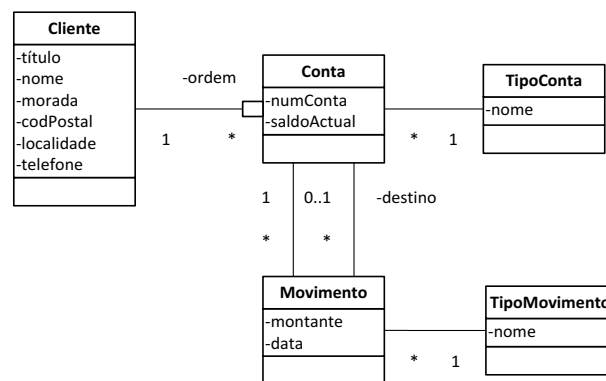 Cliente
-título
-nome
-morada
-codPostal
-localidade
-telefone
-ordem
1
*
Conta
-numConta
-saldoActual
*
1
TipoConta
-nome
1
0..1
-destino
*
*
Movimento
-montante
-data
*
1
TipoMovimento
-nome